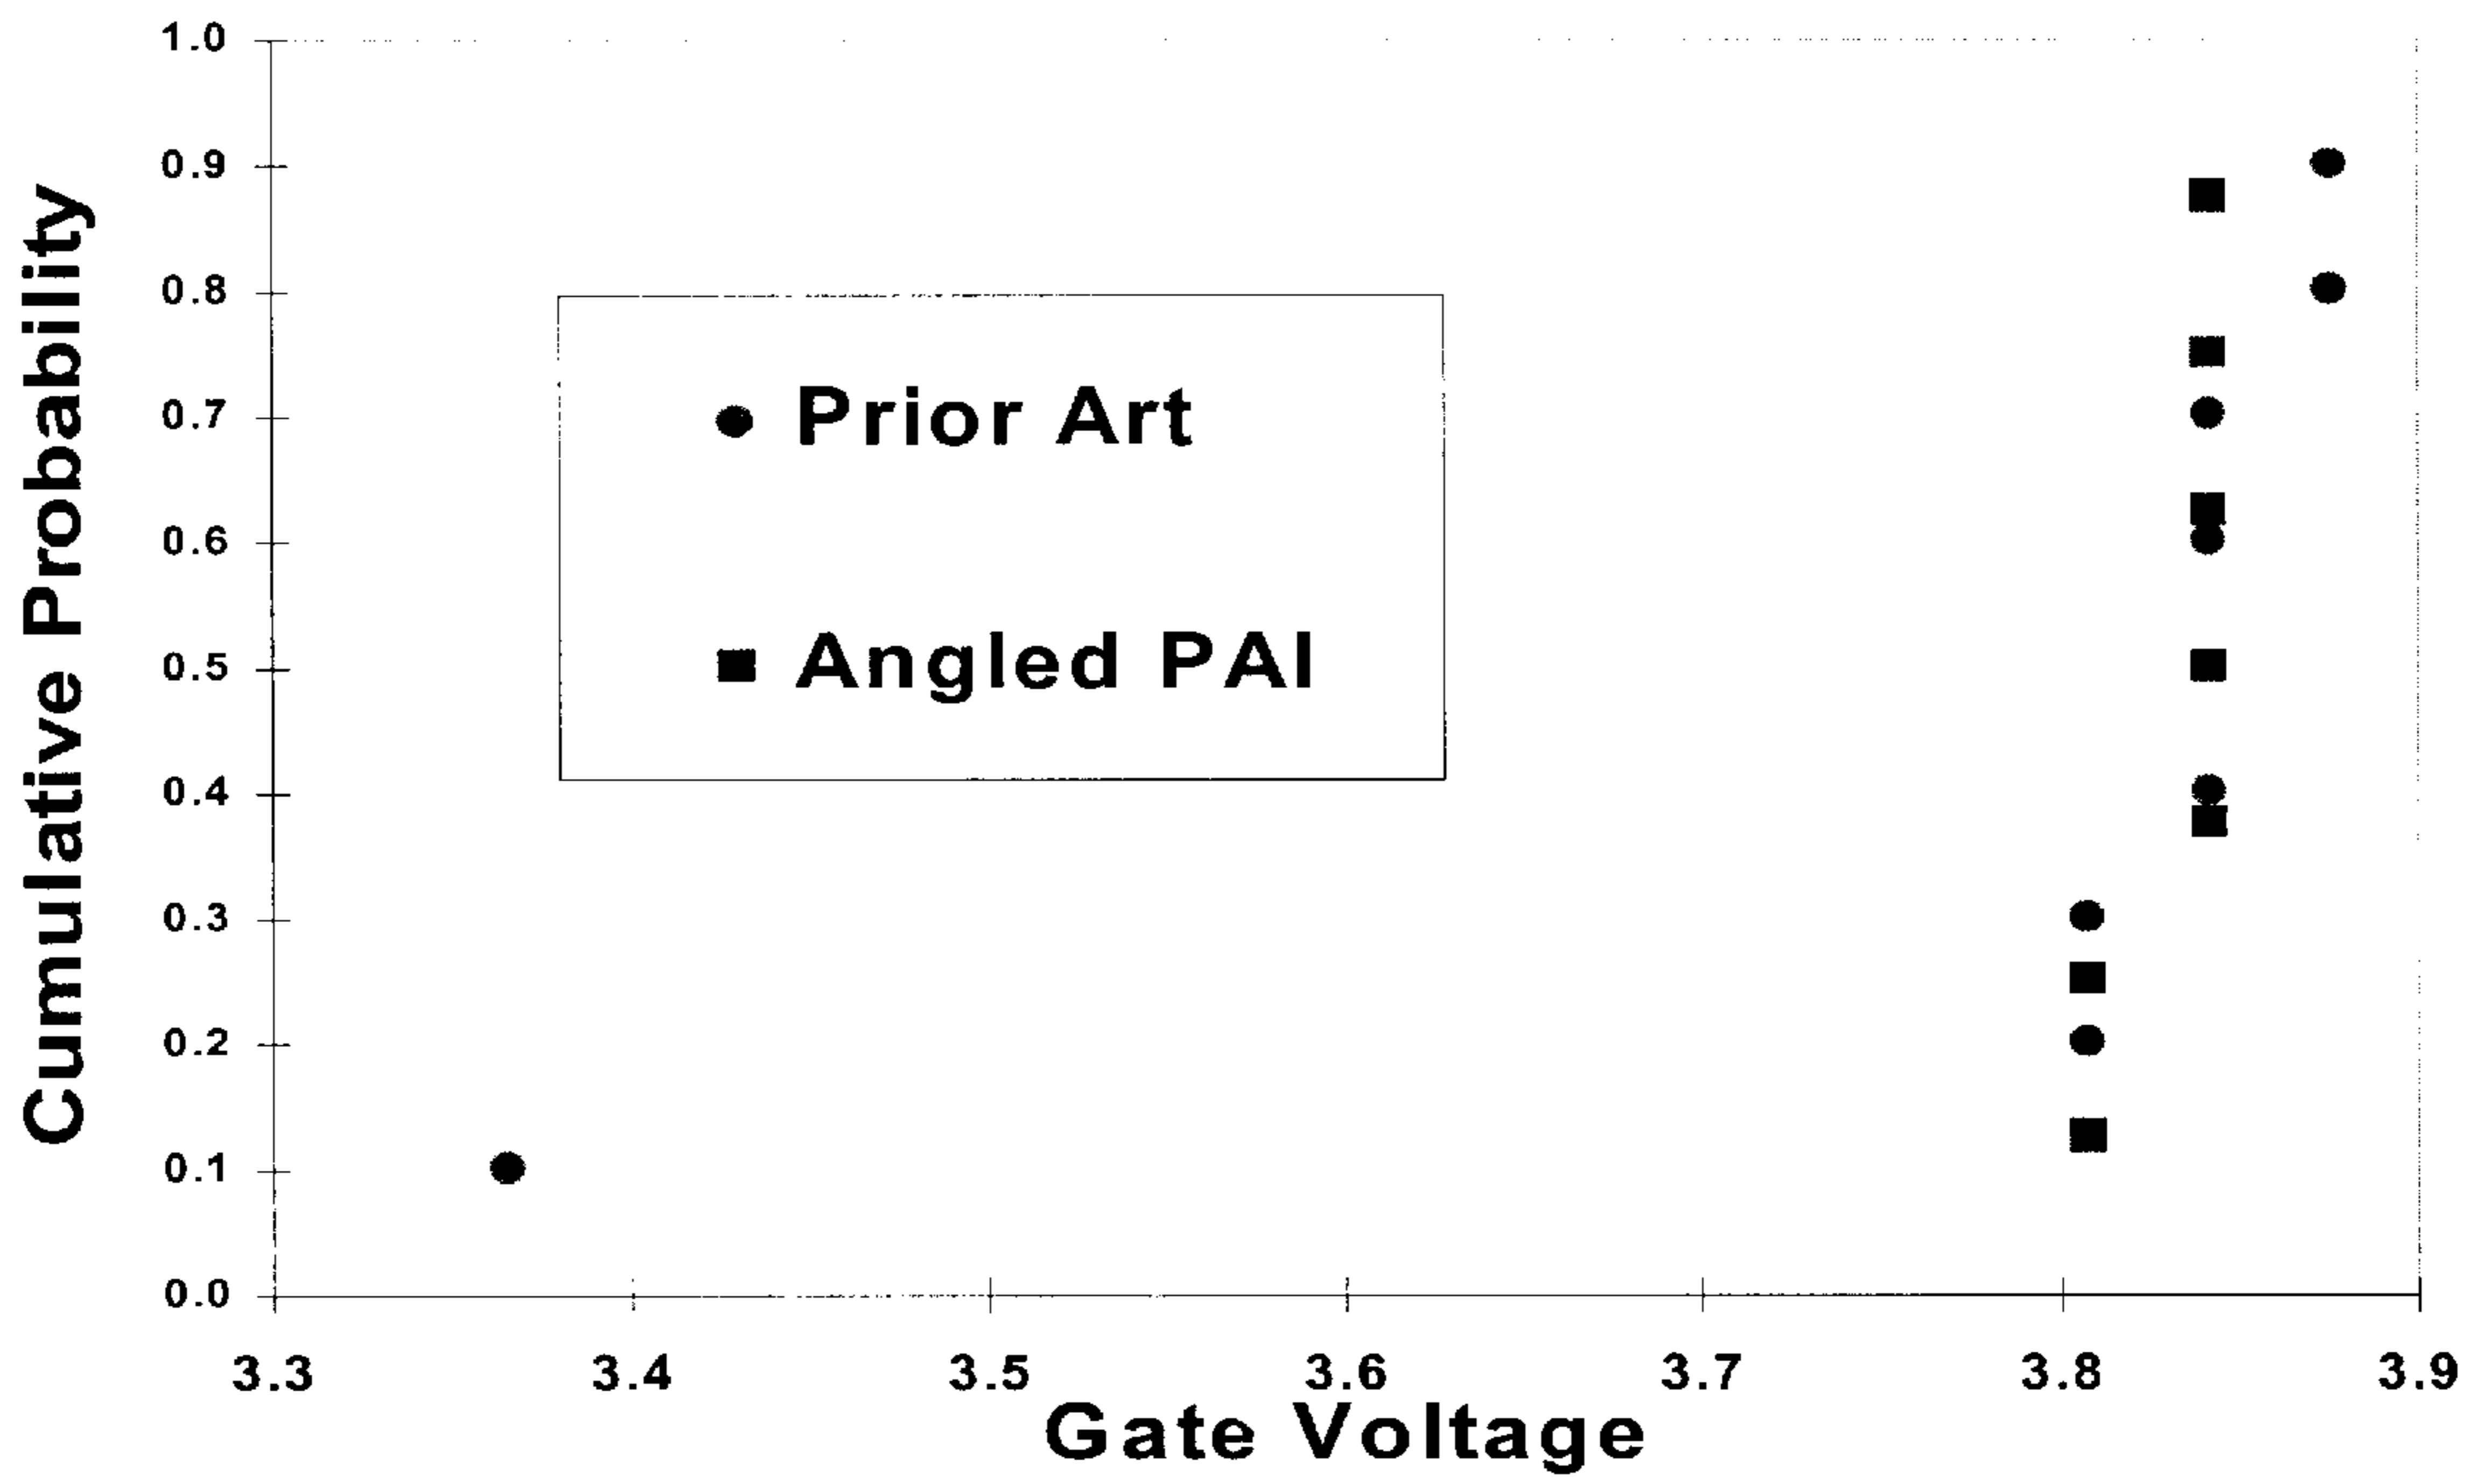 Cumulative Probability
1.0
0.9
0.8
0.7
0.6
0.5
0.4
0.3
0.2
0.1
0.0
Prior Art
Angled PAI
3.3 3.4 3.5 3.6 3.7 3.8 3.9
Gate Voltage